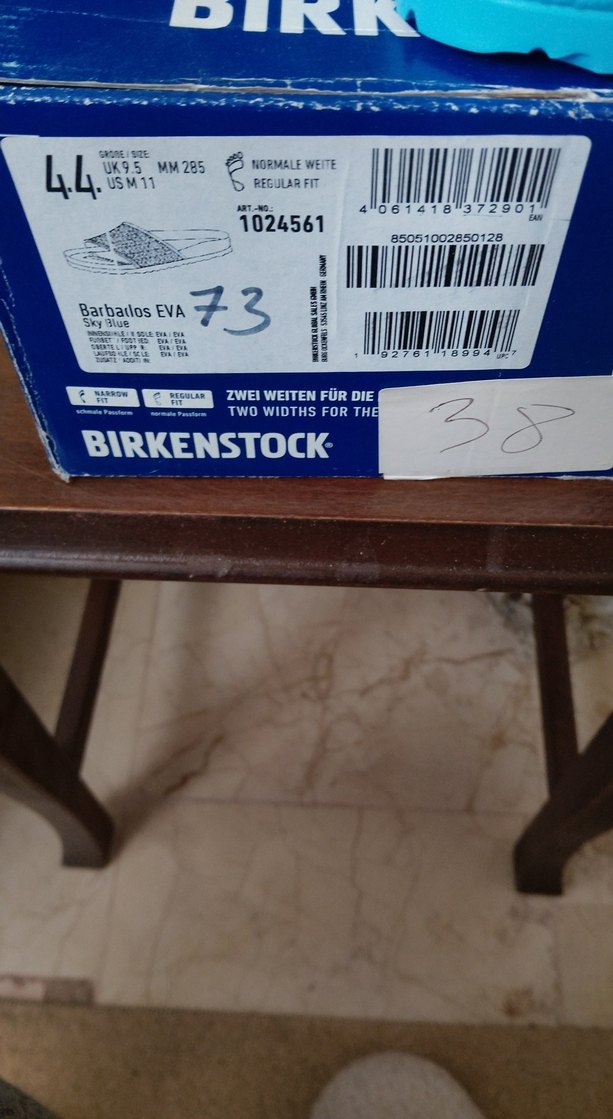 BIRK
44
GRÖBE / SIZE:
UK 9.5 MM 285
US M 11
NORMALE WEITE
REGULAR FIT
ART.-NO.:
1024561
4 061418 372901
EAN
85051002850128
1 92761 18994 7
UPC
Barbados EVA
Sky Blue
73
NARROW
FIT
schmale Passform
REGULAR
FIT
normale Passform
ZWEI WEITEN FÜR DIE
TWO WIDTHS FOR THE
BIRKENSTOCK®
38